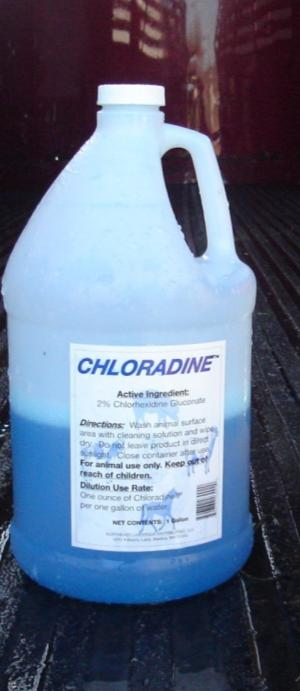 CHLORADINE™
Active Ingredient:
2% Chlorhexidine Gluconate
Directions: Wash animal surface
area with cleaning solution and wipe
dry. Do not leave product in direct
sunlight. Close container after use.
For animal use only. Keep out of
reach of children.
Dilution Use Rate:
One ounce of Chloradine
per one gallon of water
NET CONTENTS: 1 Gallon